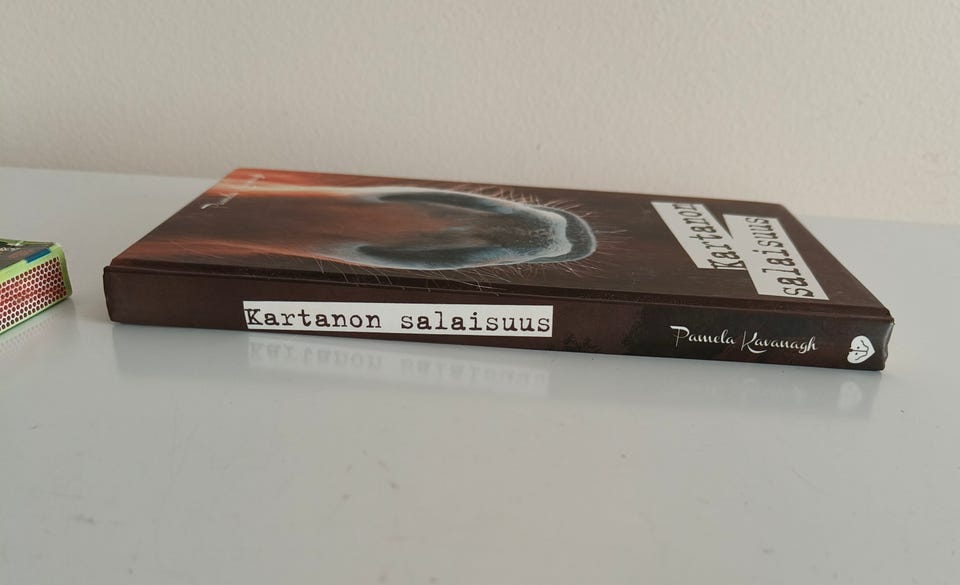 Kartanon
salaisuus
Kartanon salaisuus
Pamela Kavanagh